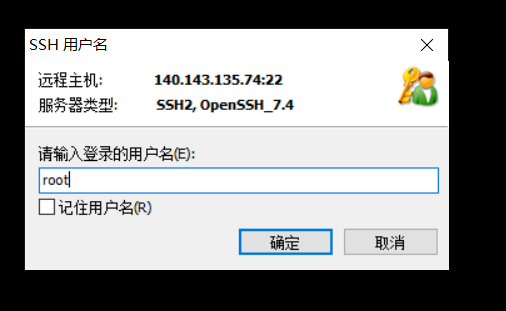 SSH 用户名
远程主机: 140.143.135.74:22
服务器类型: SSH2, OpenSSH_7.4
请输入登录的用户名(E):
root
记住用户名(R)
确定 取消